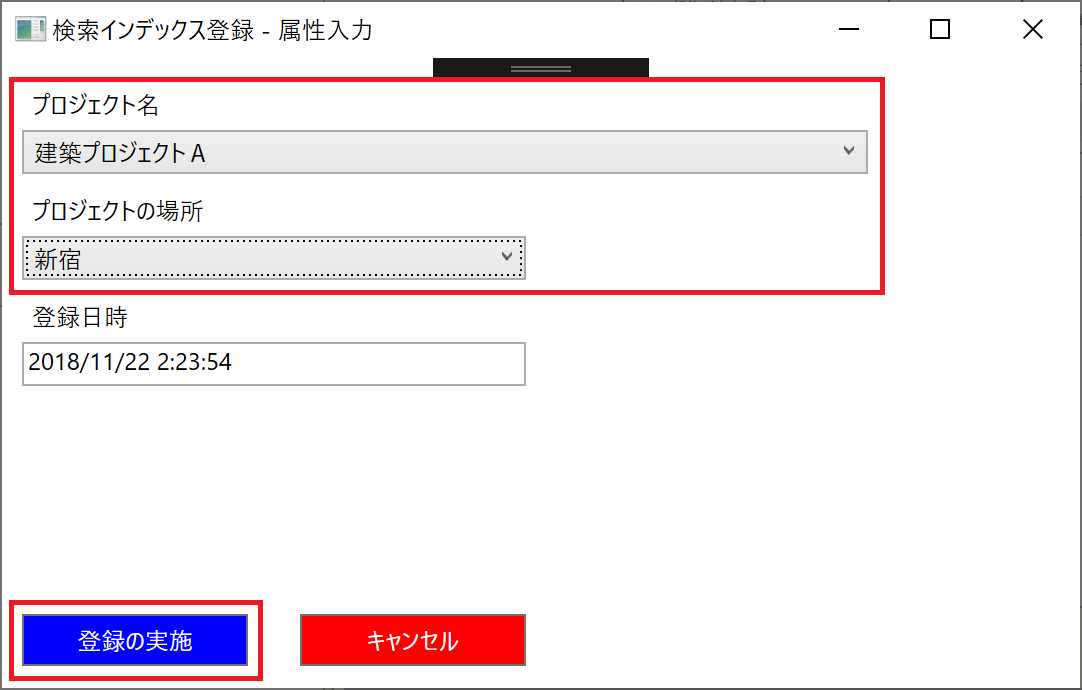 検索インデックス登録 - 属性入力
プロジェクト名
建築プロジェクト A
プロジェクトの場所
新宿
登録日時
2018/11/22 2:23:54
登録の実施
キャンセル